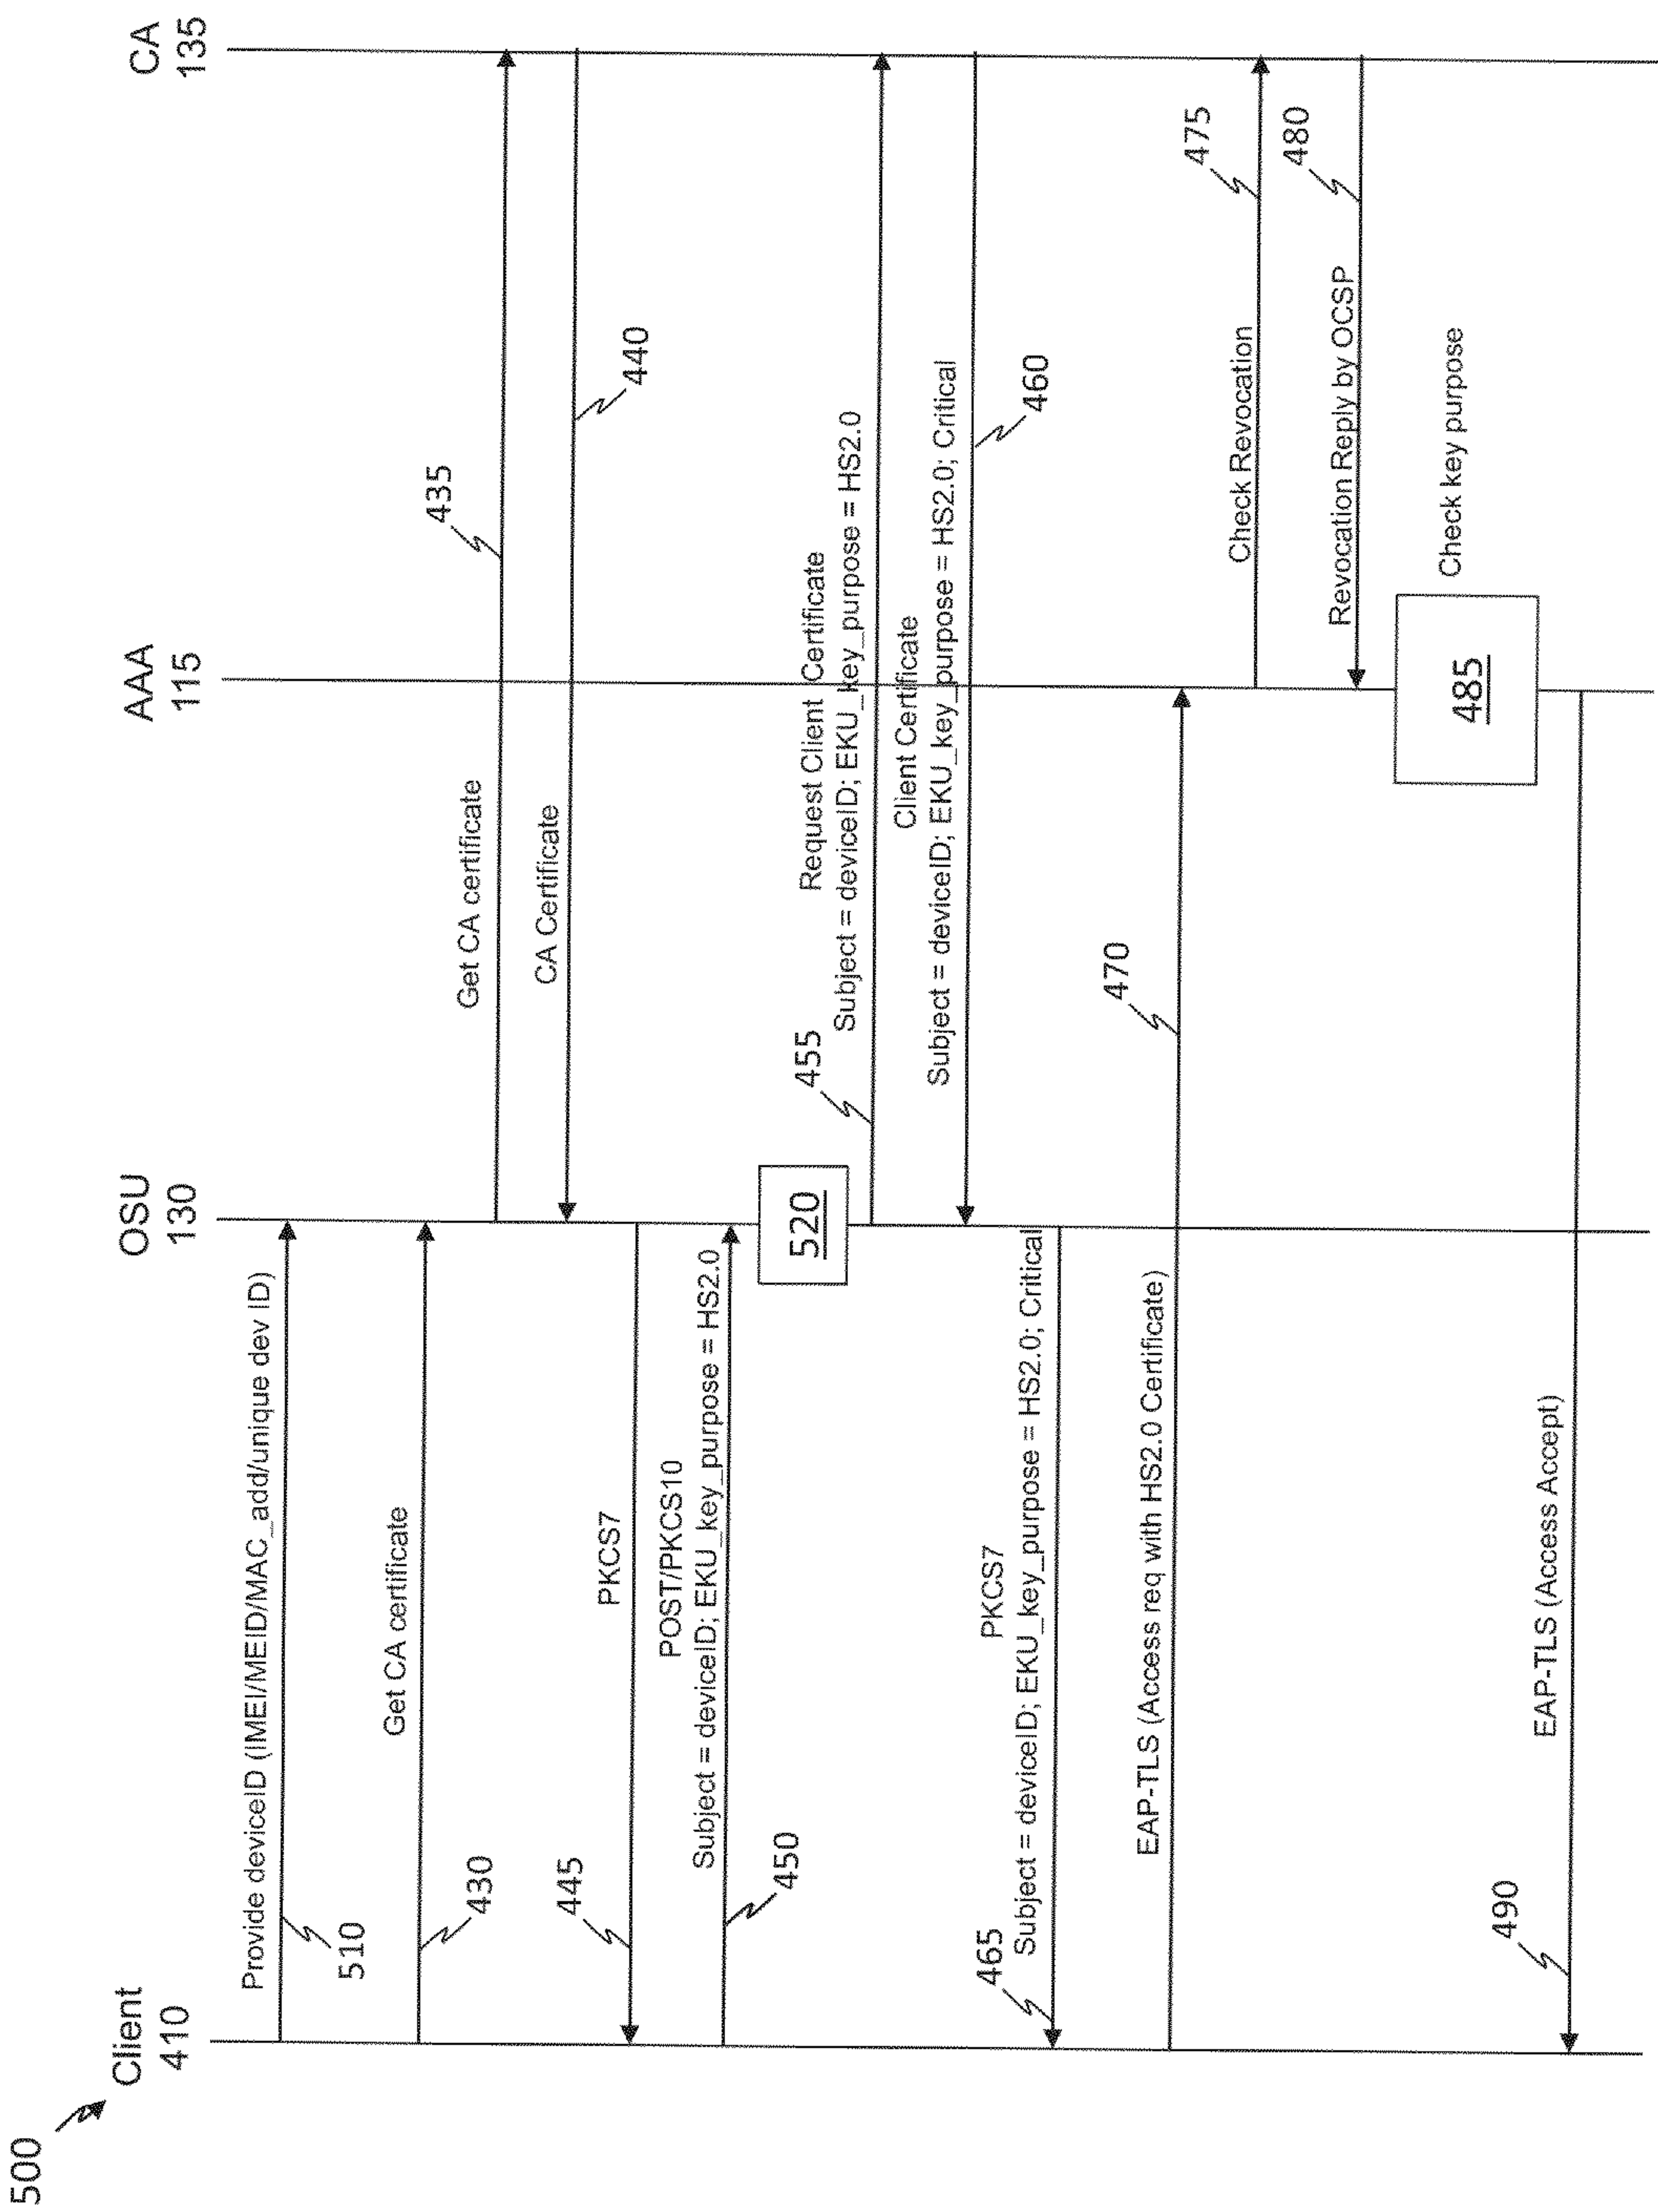 500
Client
410
OSU
130
AAA
115
CA
135
Provide deviceID (IMEI/MEID/MAC_add/unique dev ID)
510
Get CA certificate
430
Get CA certificate
435
CA Certificate
440
PKCS7
445
POST/PKCS10
Subject = deviceID; EKU_key_purpose = HS2.0
450
520
Request Client Certificate
Subject = deviceID; EKU_key_purpose = HS2.0
455
Client Certificate
Subject = deviceID; EKU_key_purpose = HS2.0; Critical
460
PKCS7
Subject = deviceID; EKU_key_purpose = HS2.0; Critical
465
EAP-TLS (Access req with HS2.0 Certificate)
470
Check Revocation
475
Revocation Reply by OCSP
480
485
Check key purpose
EAP-TLS (Access Accept)
490